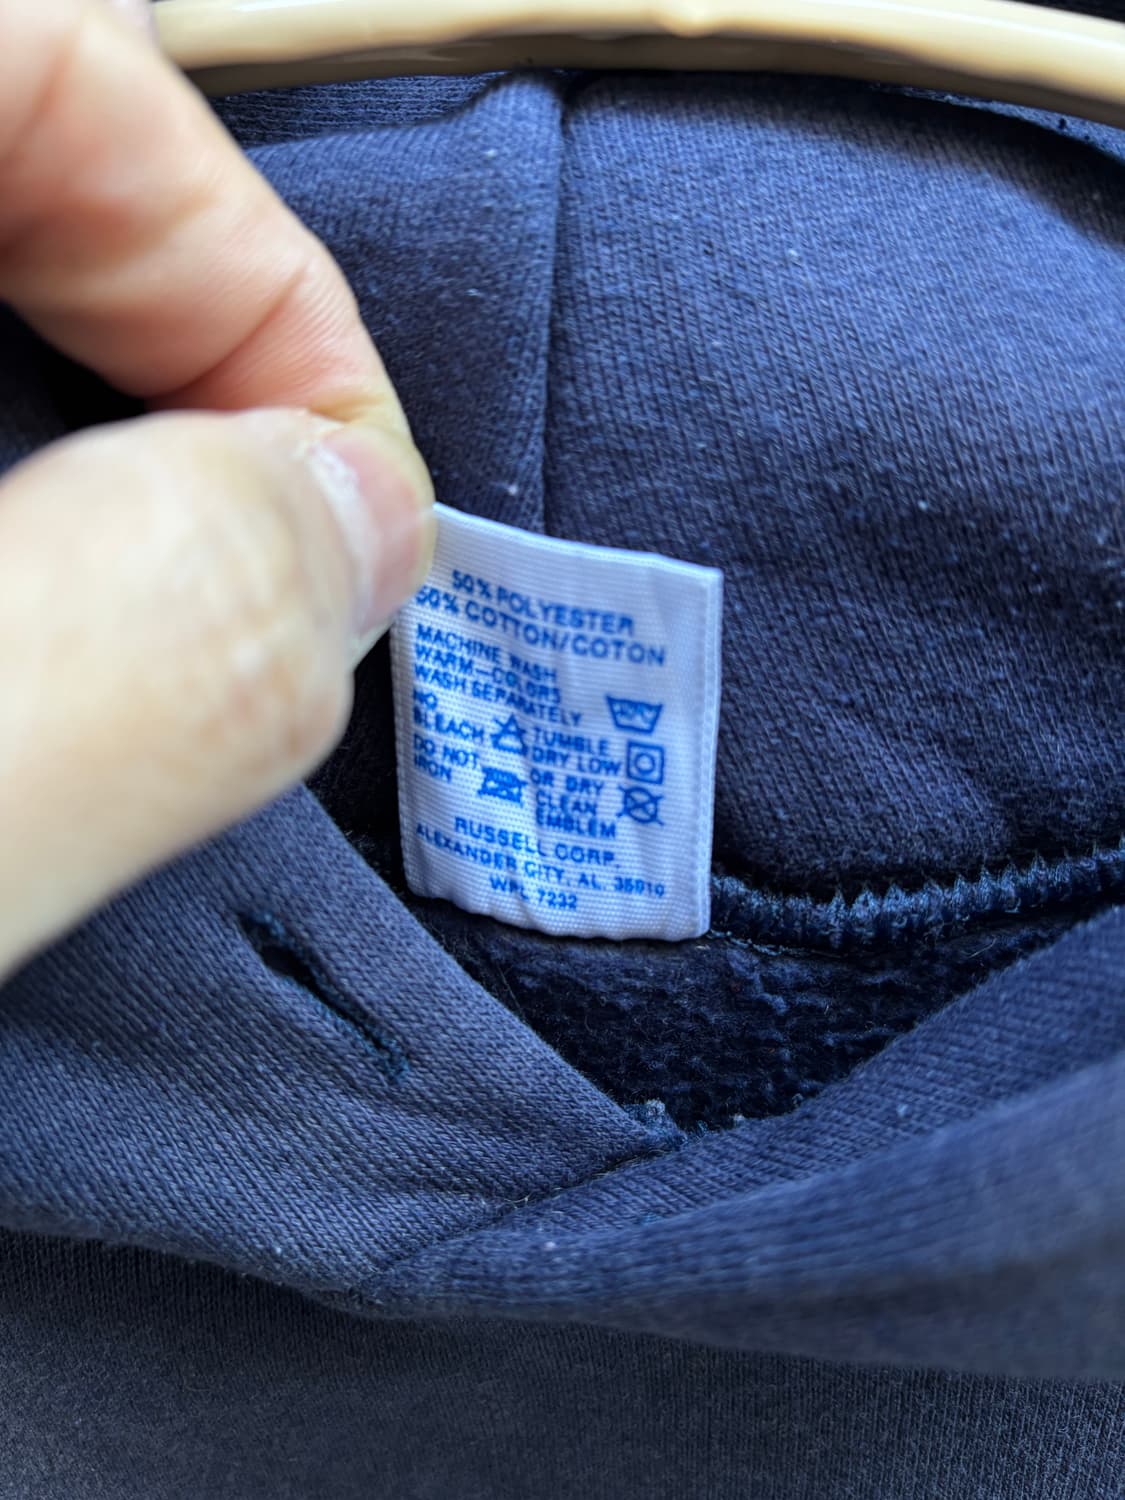 50% POLYESTER
50% COTTON/COTON
MACHINE WASH
WARM—COLORS
WASH SEPARATELY
NO
BLEACH
TUMBLE
DRY LOW
DO NOT
IRON
OR DRY
CLEAN
EMBLEM
RUSSELL CORP.
ALEXANDER CITY, AL. 35010
WPL 7232